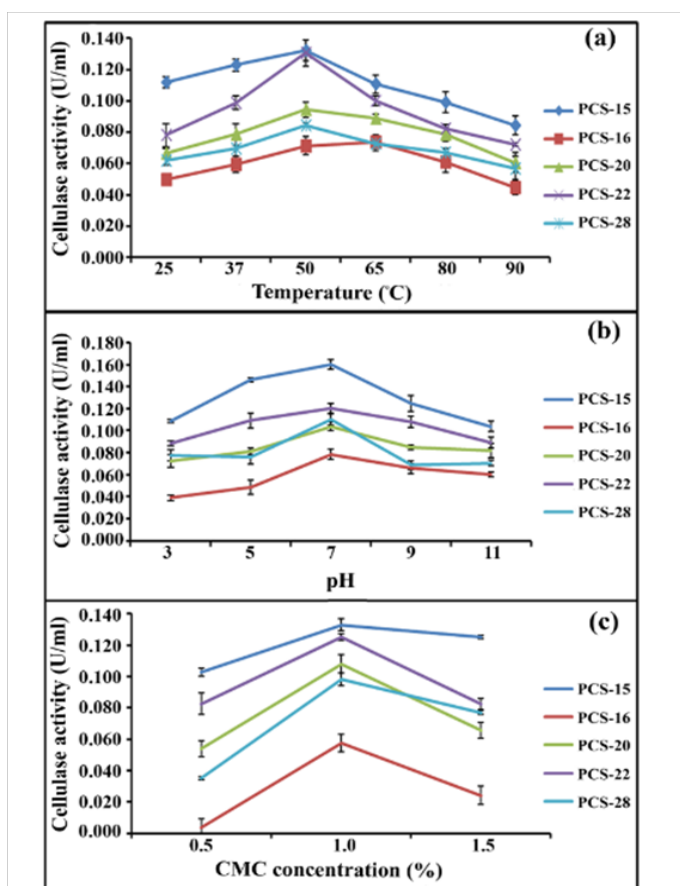 (a)
Cellulase activity (U/ml)
0.140
0.120
0.100
0.080
0.060
0.040
0.020
0.000
25 37 50 65 80 90
Temperature (°C)
PCS-15
PCS-16
PCS-20
PCS-22
PCS-28
(b)
Cellulase activity (U/ml)
0.180
0.160
0.140
0.120
0.100
0.080
0.060
0.040
0.020
0.000
3 5 7 9 11
pH
PCS-15
PCS-16
PCS-20
PCS-22
PCS-28
(c)
Cellulase activity (U/ml)
0.140
0.120
0.100
0.080
0.060
0.040
0.020
0.000
0.5 1.0 1.5
CMC concentration (%)
PCS-15
PCS-16
PCS-20
PCS-22
PCS-28